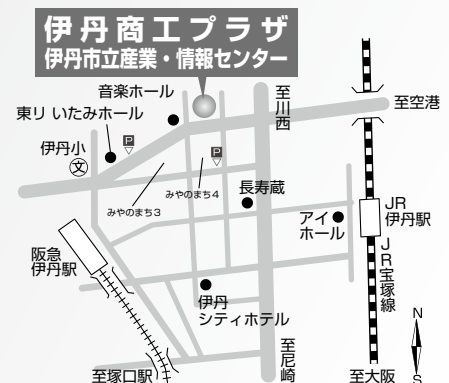 伊丹商工プラザ
伊丹市立産業・情報センター
音楽ホール
東リ いたみホール
伊丹小
文
P
P
みやのまち3
みやのまち4
至川西
至空港
長寿蔵
アイ
ホール
JR
伊丹駅
JR宝塚線
阪急
伊丹駅
伊丹
シティホテル
至尼崎
至塚口駅
至大阪
N
S